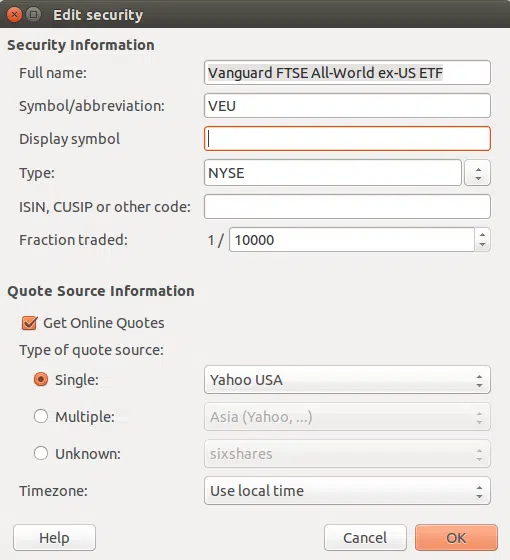 Edit security
Security Information
Full name: Vanguard FTSE All-World ex-US ETF
Symbol/abbreviation: VEU
Display symbol
Type: NYSE
ISIN, CUSIP or other code:
Fraction traded: 1 / 10000
Quote Source Information
Get Online Quotes
Type of quote source:
Single: Yahoo USA
Multiple: Asia (Yahoo, ...)
Unknown: sixshares
Timezone: Use local time
Help Cancel OK